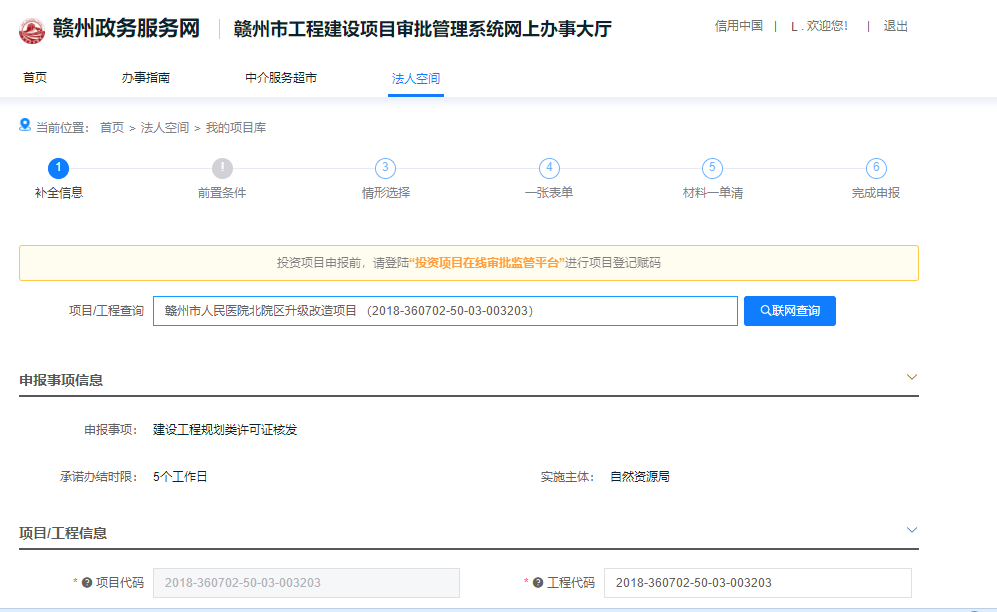 赣州政务服务网 赣州市工程建设项目审批管理系统网上办事大厅 信用中国 | L . 欢迎您! | 退出
首页 办事指南 中介服务超市 法人空间
当前位置： 首页 > 法人空间 > 我的项目库
1 ! 3 4 5 6
补全信息 前置条件 情形选择 一张表单 材料一单清 完成申报
投资项目申报前，请登陆“投资项目在线审批监管平台”进行项目登记赋码
项目/工程查询 赣州市人民医院北院区升级改造项目 （2018-360702-50-03-003203） 联网查询
申报事项信息
申报事项： 建设工程规划类许可证核发
承诺办结时限： 5个工作日 实施主体： 自然资源局
项目/工程信息
* ? 项目代码 2018-360702-50-03-003203 * ? 工程代码 2018-360702-50-03-003203